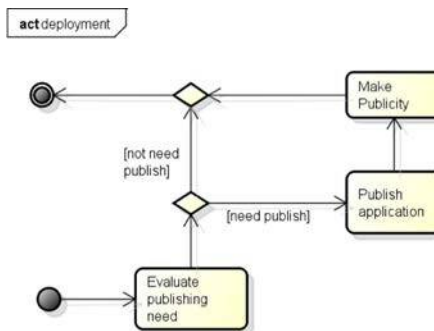 act deployment
Make
Publicity
[not need
publish]
Publish
application
[need publish]
Evaluate
publishing
need